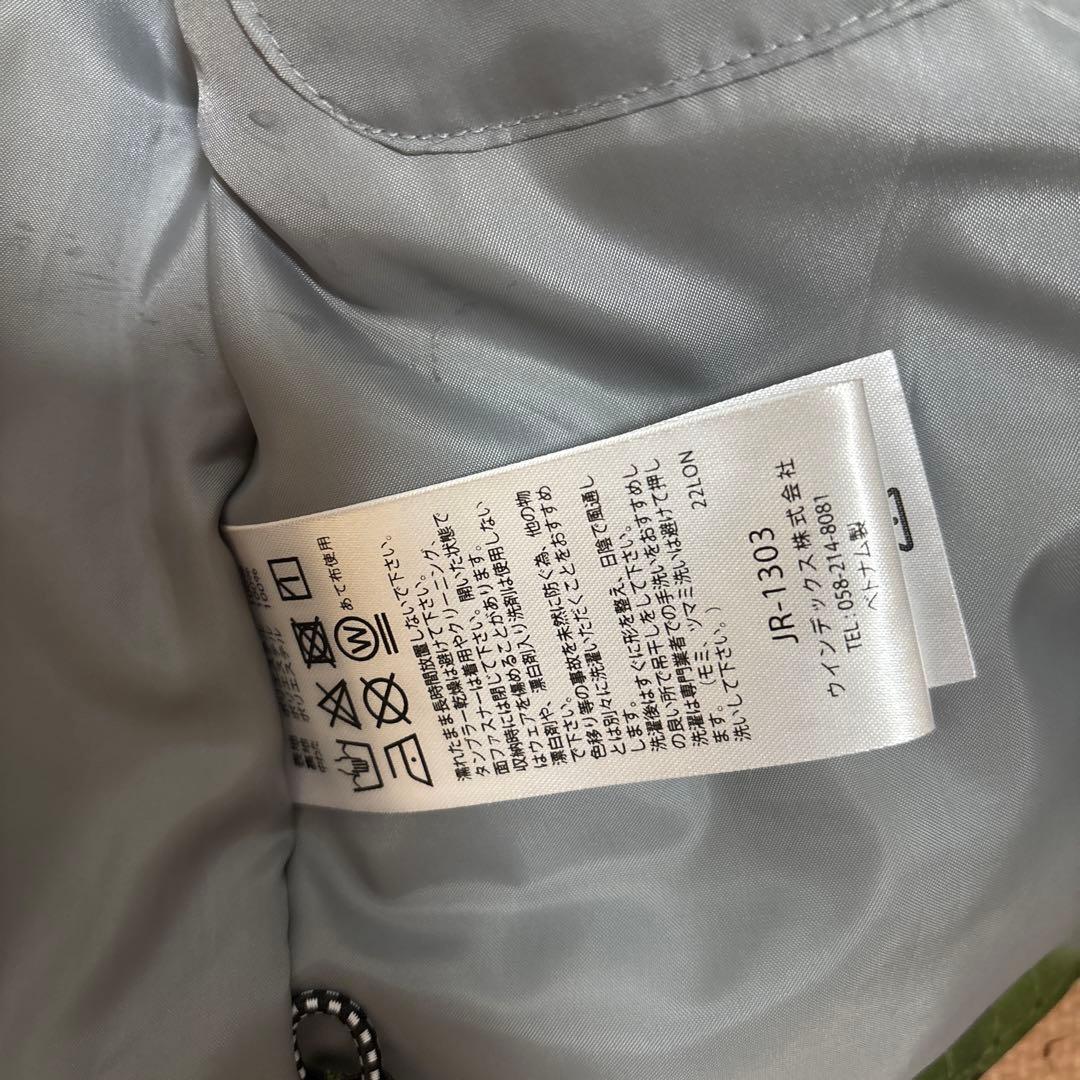 ポリエステル 100%
あて布使用
W
濡れたまま長時間放置しないで下さい。
タンブラー乾燥は避けて下さい。
面ファスナーは着用やクリーニング、
収納時には閉じて下さい。開いた状態で
はウェアを傷めることがあります。
漂白剤や、漂白剤入り洗剤は使用しない
で下さい。
色移り等の事故を未然に防ぐ為、他の物
とは別々に洗濯いただくことをおすすめ
します。
洗濯後はすぐに形を整え、日陰で風通し
の良い所で吊干しをして下さい。
洗濯は専門業者での手洗いをおすすめし
ます。（モミ、ツマミ洗いは避けて押し
洗いして下さい。）
22LON
JR-1303
ウインデックス株式会社
TEL:058-214-8081
ベトナム製